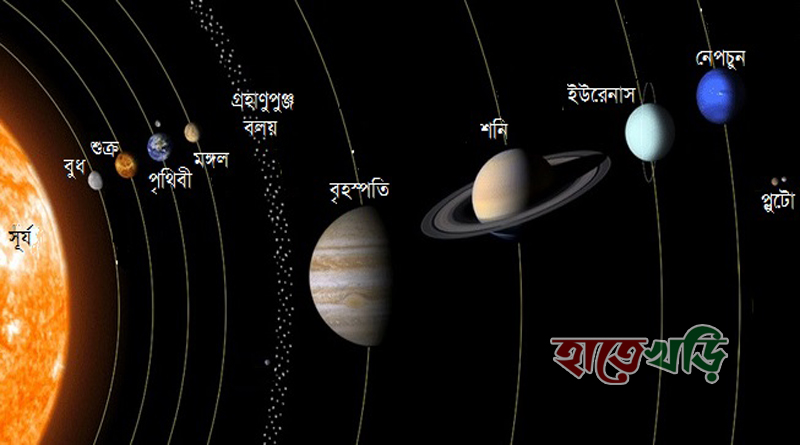 সূর্য
বুধ
শুক্র
পৃথিবী
মঙ্গল
গ্রহাণুপুঞ্জ
বলয়
বৃহস্পতি
শনি
ইউরেনাস
নেপচুন
প্লুটো
হাতেখড়ি